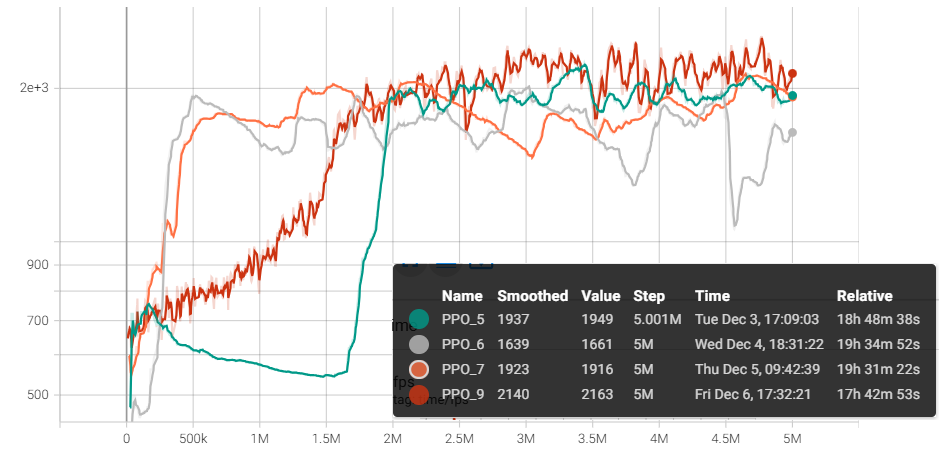 2e+3
900
700
500
Name Smoothed Value Step Time Relative
PPO_5 1937 1949 5.001M Tue Dec 3, 17:09:03 18h 48m 38s
PPO_6 1639 1661 5M Wed Dec 4, 18:31:22 19h 34m 52s
PPO_7 1923 1916 5M Thu Dec 5, 09:42:39 19h 31m 22s
PPO_9 2140 2163 5M Fri Dec 6, 17:32:21 17h 42m 53s
fps
0 500k 1M 1.5M 2M 2.5M 3M 3.5M 4M 4.5M 5M